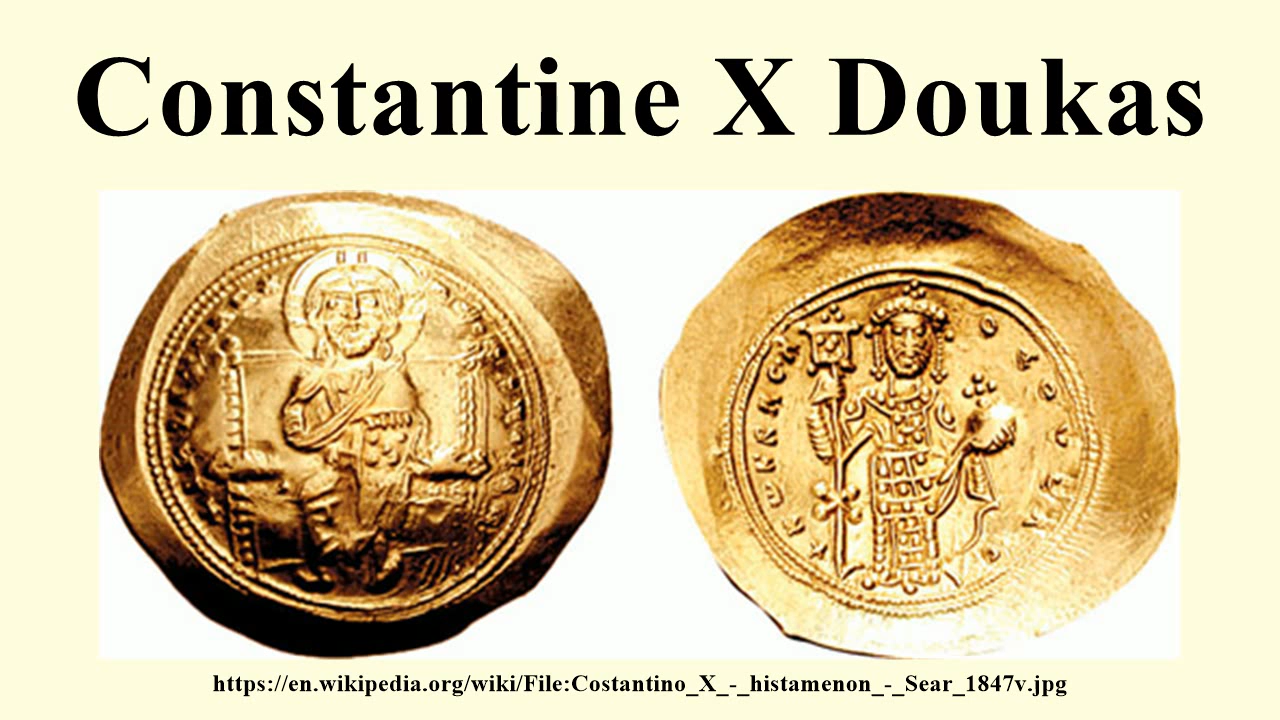 Constantine X Doukas
https://en.wikipedia.org/wiki/File:Costantino_X_-_histamenon_-_Sear_1847v.jpg